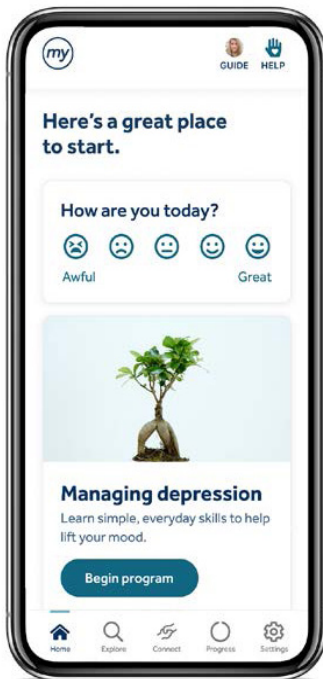 my
GUIDE HELP
Here's a great place
to start.
How are you today?
Awful Great
Managing depression
Learn simple, everyday skills to help
lift your mood.
Begin program
Home Explore Connect Progress Settings